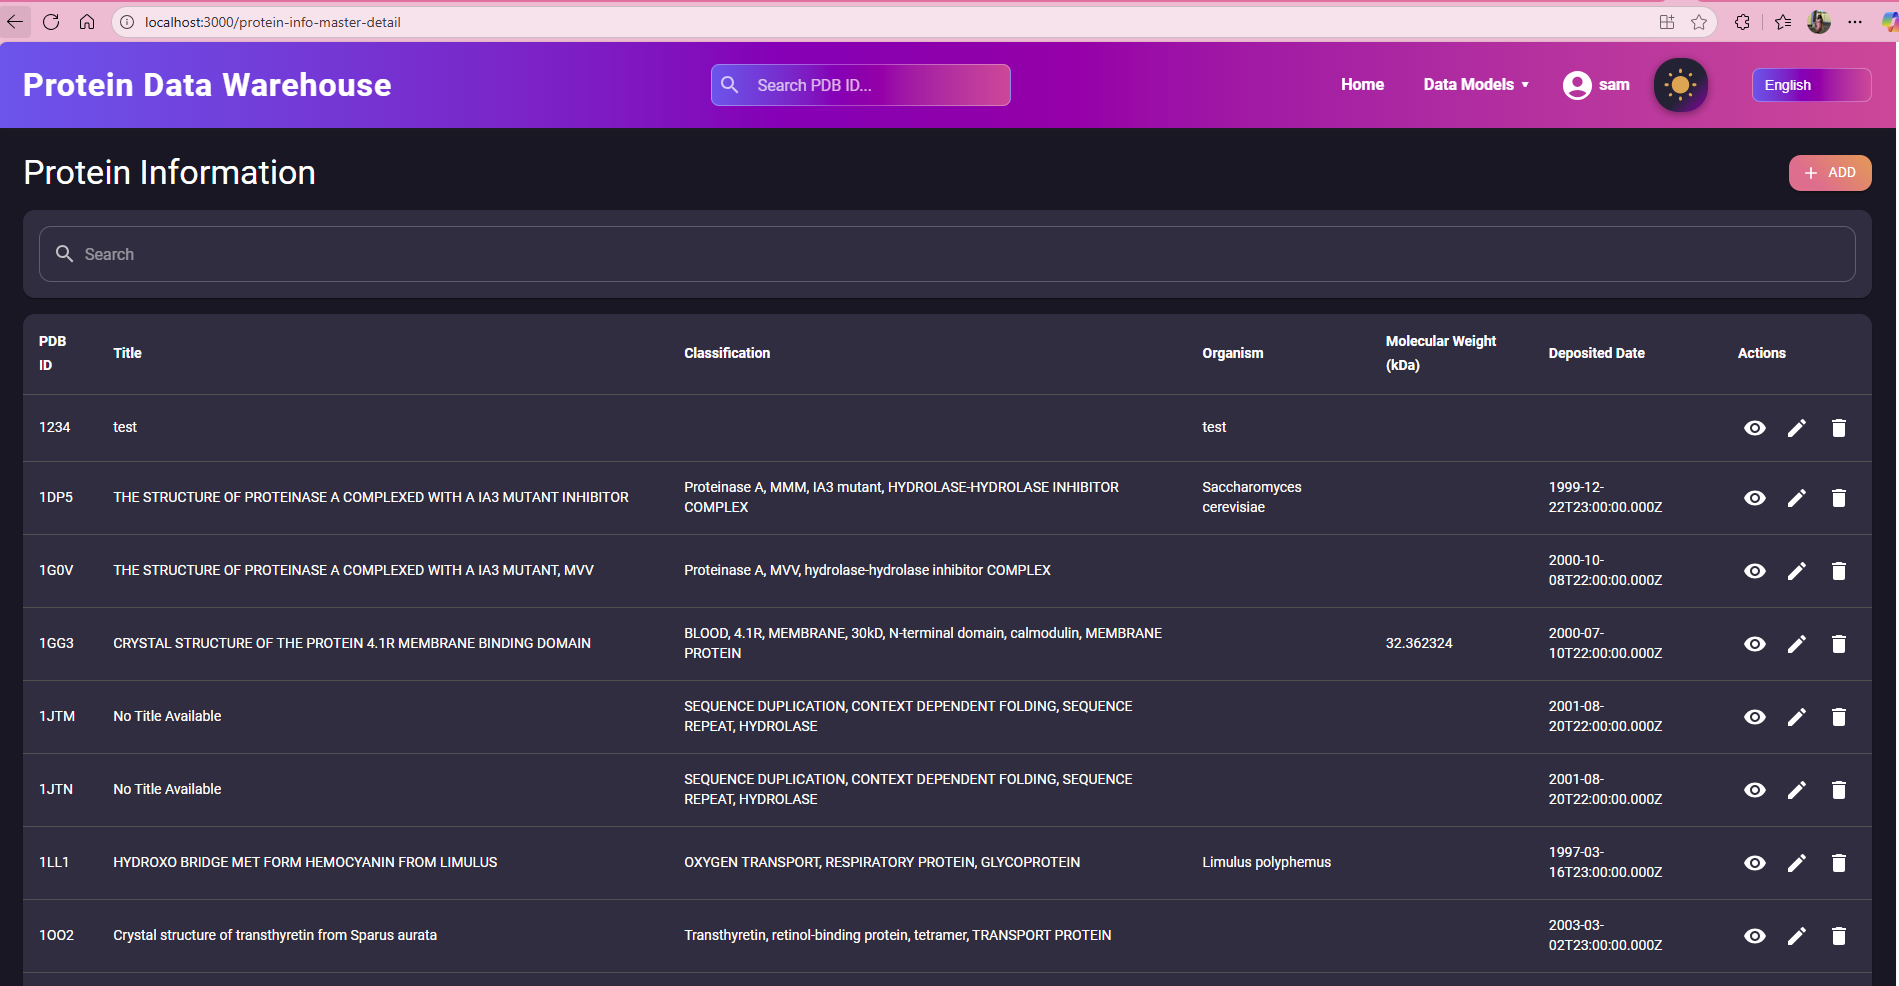 localhost:3000/protein-info-master-detail
Protein Data Warehouse
Search PDB ID...
Home
Data Models
sam
English
Protein Information
ADD
Search
PDB
ID
Title
Classification
Organism
Molecular Weight
(kDa)
Deposited Date
Actions
1234
test
test
1DP5
THE STRUCTURE OF PROTEINASE A COMPLEXED WITH A IA3 MUTANT INHIBITOR
Proteinase A, MMM, IA3 mutant, HYDROLASE-HYDROLASE INHIBITOR
COMPLEX
Saccharomyces
cerevisiae
1999-12-
22T23:00:00.000Z
1G0V
THE STRUCTURE OF PROTEINASE A COMPLEXED WITH A IA3 MUTANT, MVV
Proteinase A, MVV, hydrolase-hydrolase inhibitor COMPLEX
2000-10-
08T22:00:00.000Z
1GG3
CRYSTAL STRUCTURE OF THE PROTEIN 4.1R MEMBRANE BINDING DOMAIN
BLOOD, 4.1R, MEMBRANE, 30kD, N-terminal domain, calmodulin, MEMBRANE
PROTEIN
32.362324
2000-07-
10T22:00:00.000Z
1JTM
No Title Available
SEQUENCE DUPLICATION, CONTEXT DEPENDENT FOLDING, SEQUENCE
REPEAT, HYDROLASE
2001-08-
20T22:00:00.000Z
1JTN
No Title Available
SEQUENCE DUPLICATION, CONTEXT DEPENDENT FOLDING, SEQUENCE
REPEAT, HYDROLASE
2001-08-
20T22:00:00.000Z
1LL1
HYDROXO BRIDGE MET FORM HEMOCYANIN FROM LIMULUS
OXYGEN TRANSPORT, RESPIRATORY PROTEIN, GLYCOPROTEIN
Limulus polyphemus
1997-03-
16T23:00:00.000Z
1OO2
Crystal structure of transthyretin from Sparus aurata
Transthyretin, retinol-binding protein, tetramer, TRANSPORT PROTEIN
2003-03-
02T23:00:00.000Z